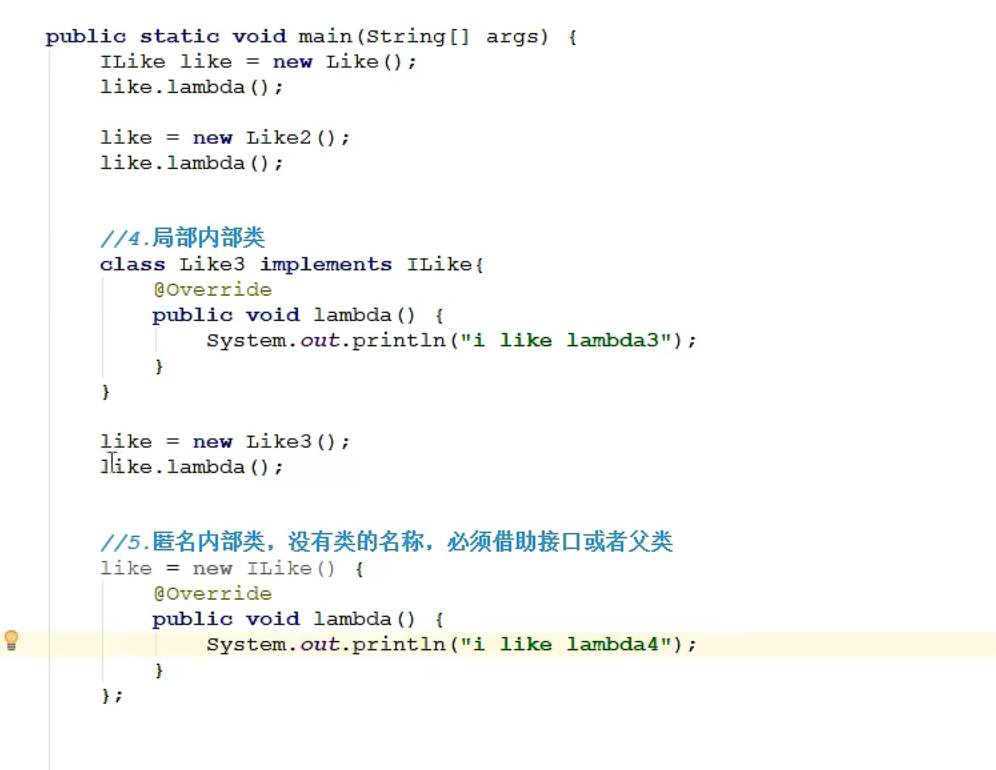 public static void main(String[] args) {
ILike like = new Like();
like.lambda();
like = new Like2();
like.lambda();
//4.局部内部类
class Like3 implements ILike{
@Override
public void lambda() {
System.out.println("i like lambda3");
}
}
like = new Like3();
like.lambda();
//5.匿名内部类，没有类的名称，必须借助接口或者父类
like = new ILike() {
@Override
public void lambda() {
System.out.println("i like lambda4");
}
};